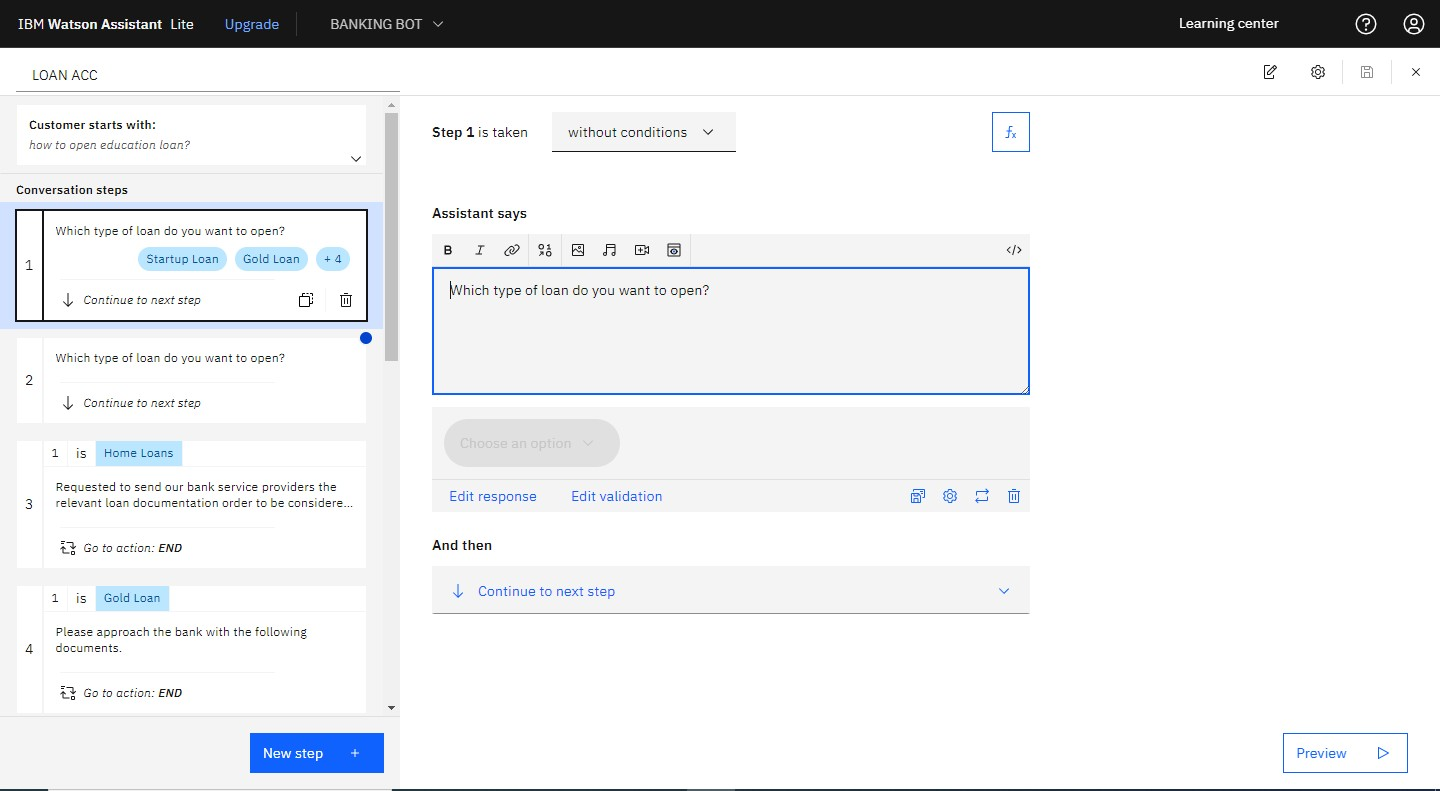 IBM Watson Assistant Lite Upgrade BANKING BOT Learning center
LOAN ACC
Customer starts with:
how to open education loan?
Conversation steps
1
Which type of loan do you want to open?
Startup Loan Gold Loan + 4
Continue to next step
2
Which type of loan do you want to open?
Continue to next step
3
1 is Home Loans
Requested to send our bank service providers the
relevant loan documentation order to be considere...
Go to action: END
4
1 is Gold Loan
Please approach the bank with the following
documents.
Go to action: END
New step +
Step 1 is taken without conditions fx
Assistant says
B I </>
Which type of loan do you want to open?
Choose an option
Edit response Edit validation
And then
Continue to next step
Preview